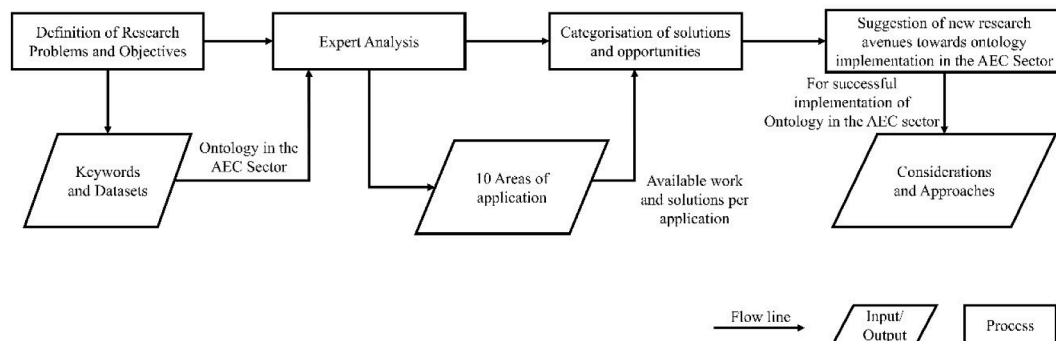 Definition of Research
Problems and Objectives
Expert Analysis
Categorisation of solutions
and opportunities
Suggestion of new research
avenues towards ontology
implementation in the AEC Sector
For successful
implementation of
Ontology in the AEC sector
Keywords
and Datasets
Ontology in the
AEC Sector
10 Areas of
application
Available work
and solutions per
application
Considerations
and Approaches
Flow line
Input/
Output
Process